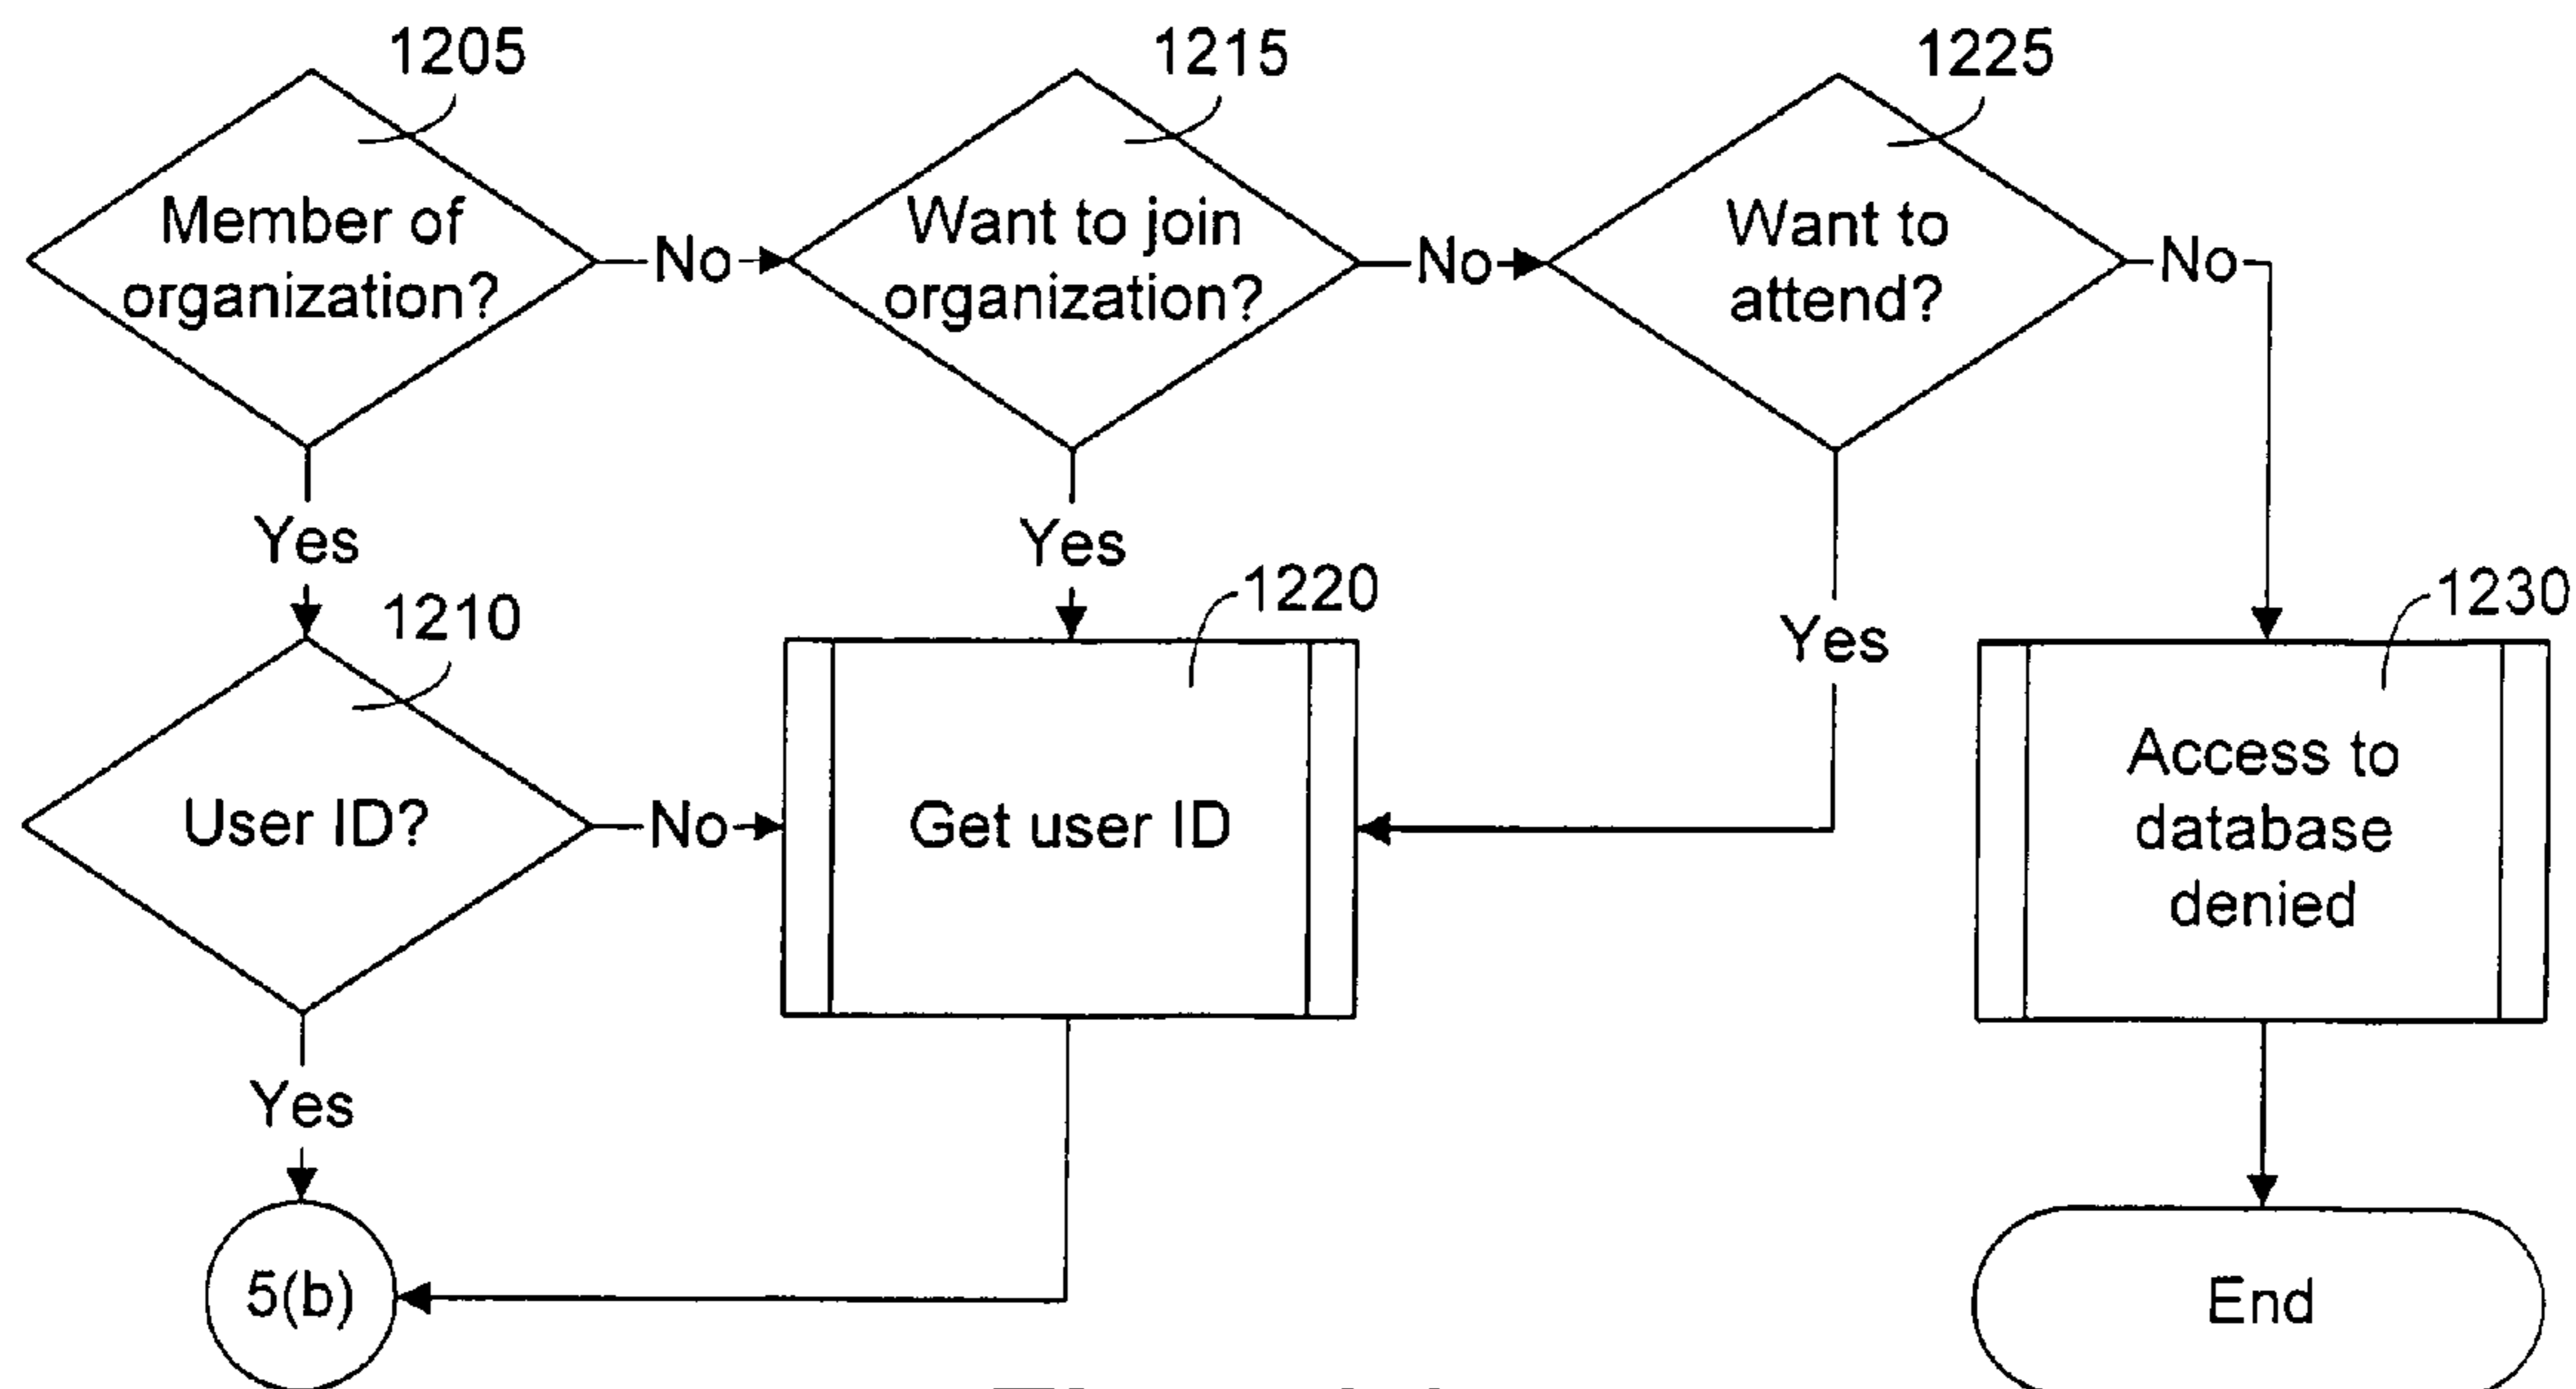 1205
1215
1225
Member of
organization?
No
Want to join
organization?
No
Want to
attend?
No
Yes
Yes
Yes
1210
1220
1230
User ID?
No
Get user ID
Access to
database
denied
Yes
5(b)
End